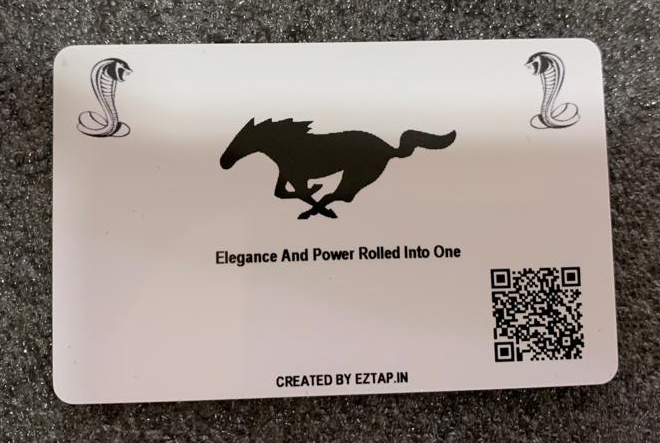 Elegance And Power Rolled Into One
CREATED BY EZTAP.IN